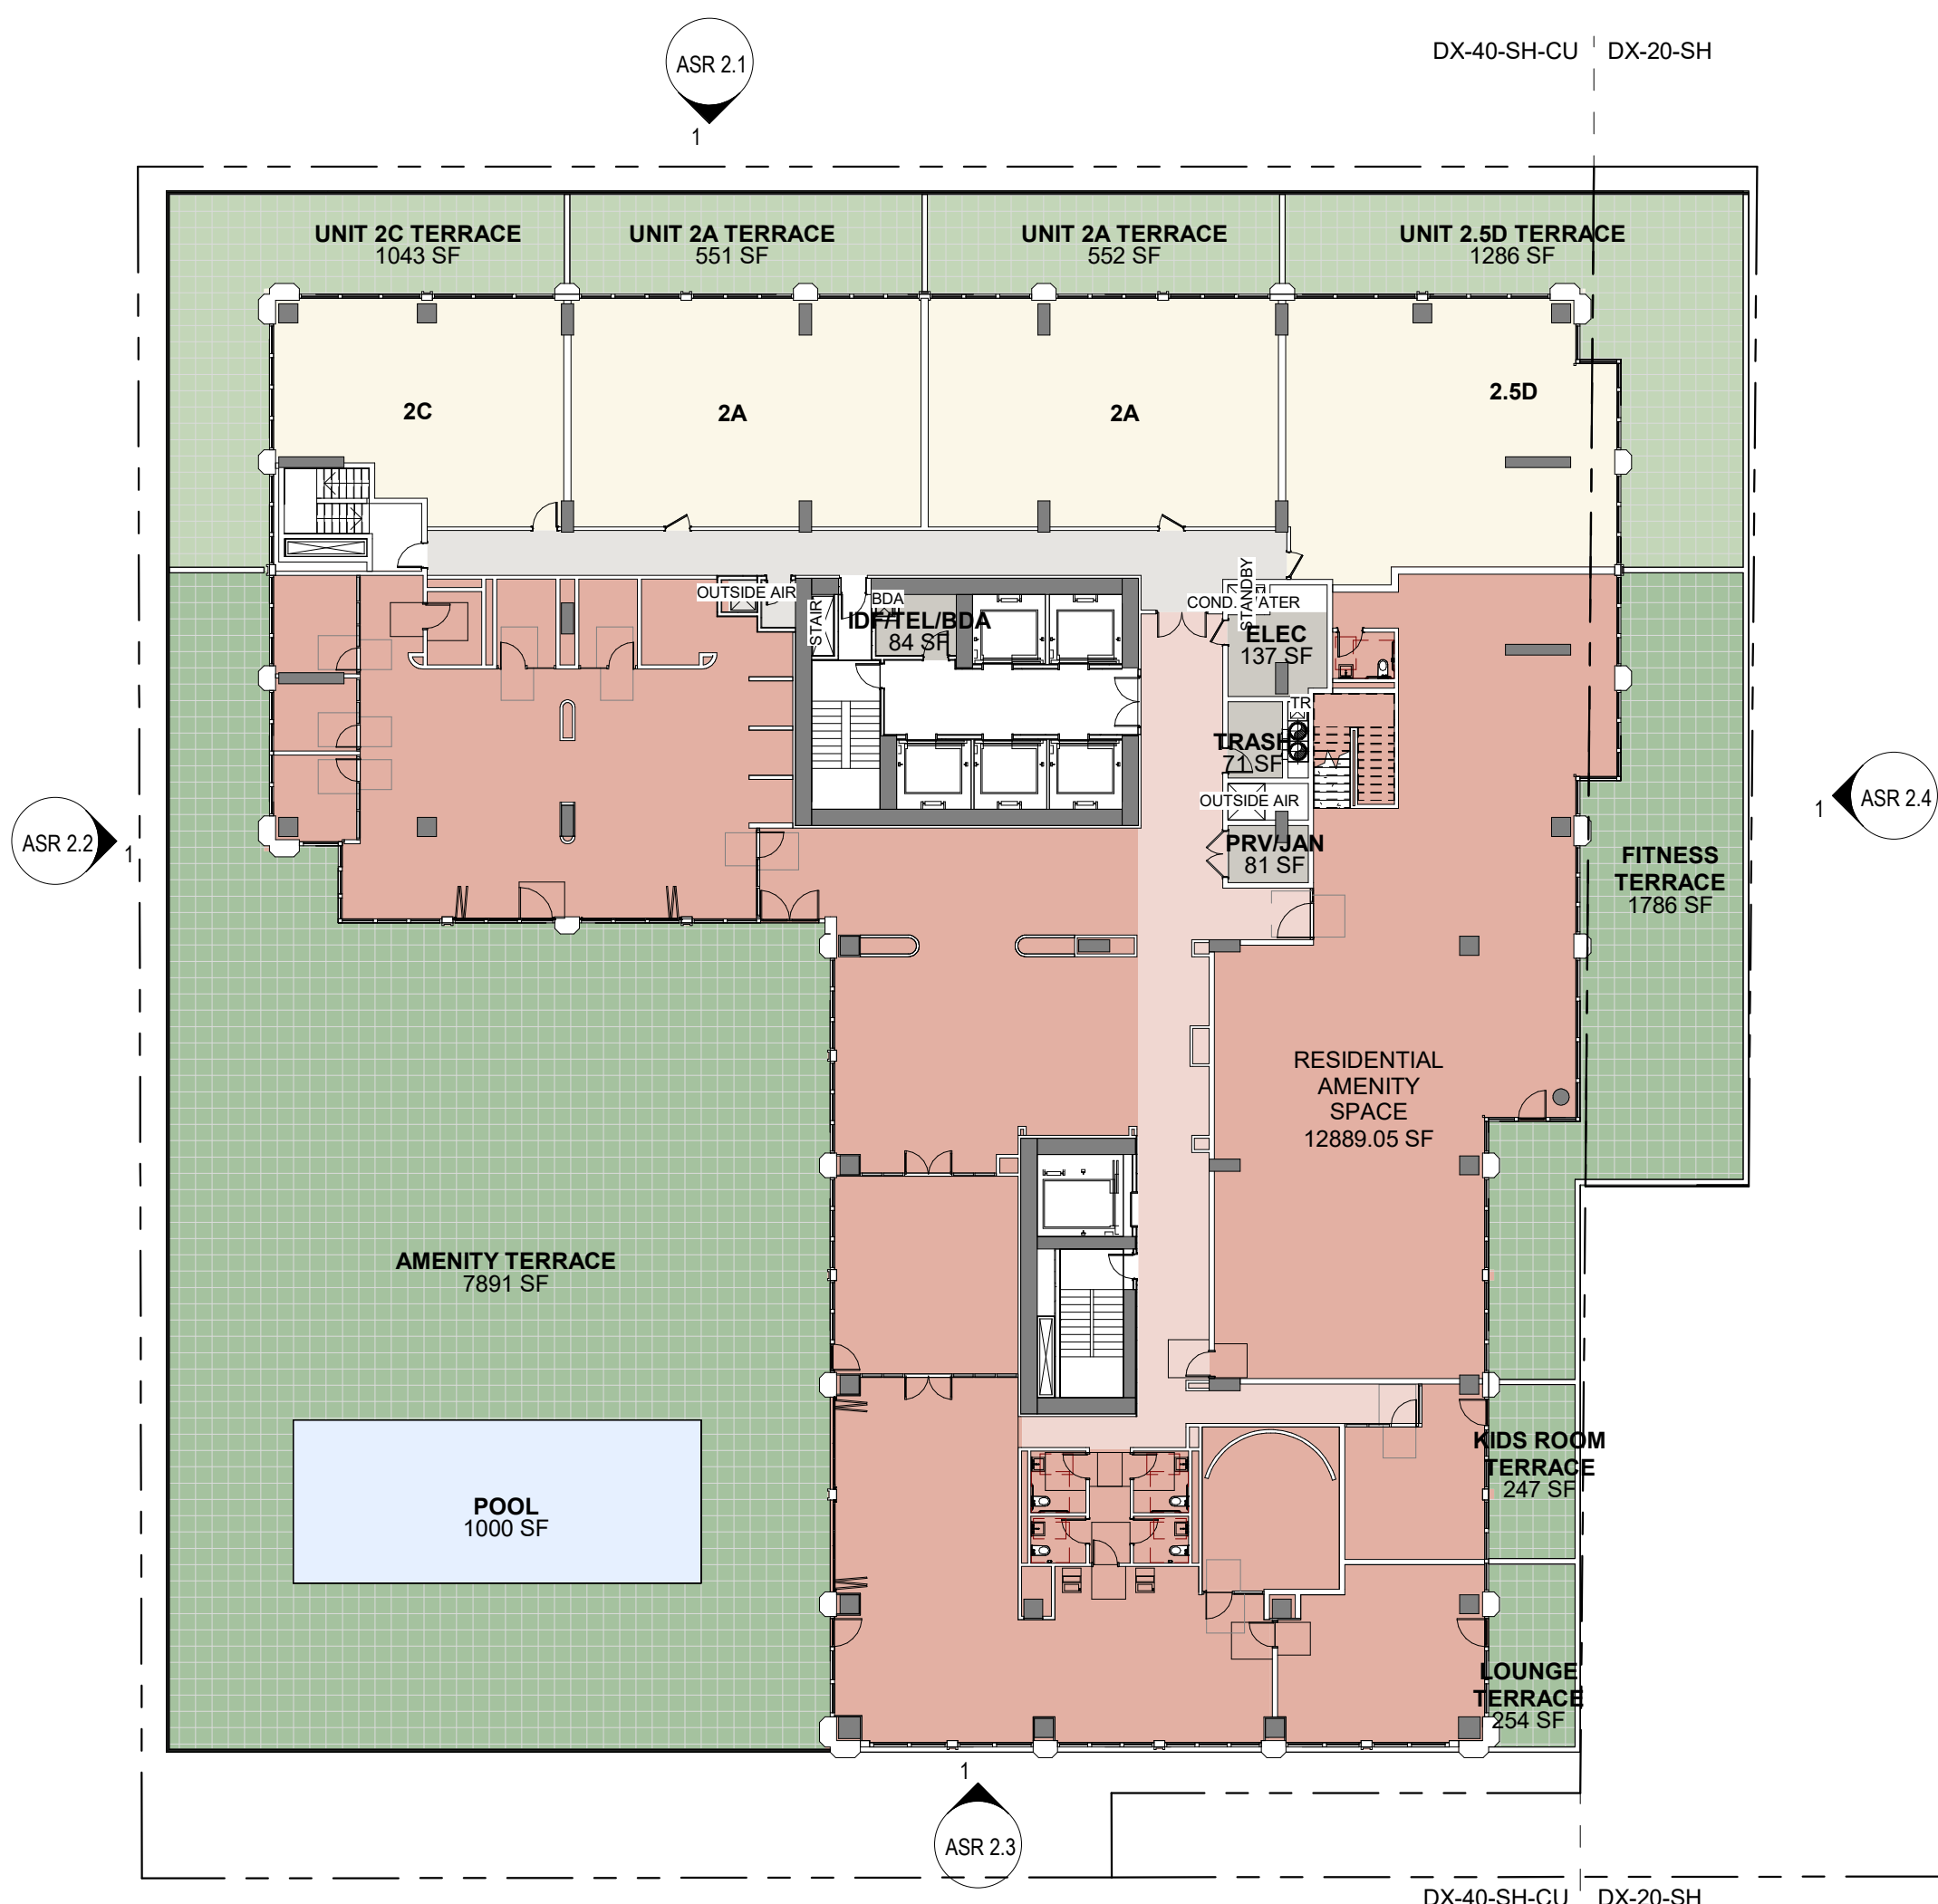 DX-40-SH-CU
DX-20-SH
ASR 2.1
1
UNIT 2C TERRACE
1043 SF
UNIT 2A TERRACE
551 SF
UNIT 2A TERRACE
552 SF
UNIT 2.5D TERRACE
1286 SF
2C
2A
2A
2.5D
OUTSIDE AIR
STAIR
BDA
IDF/TEL/BDA
84 SF
STANDBY
ELEC
137 SF
TR
TRASH
71 SF
OUTSIDE AIR
PRV/JAN
81 SF
ASR 2.2
1
1
ASR 2.4
FITNESS
TERRACE
1786 SF
RESIDENTIAL
AMENITY
SPACE
12889.05 SF
AMENITY TERRACE
7891 SF
KIDS ROOM
TERRACE
247 SF
POOL
1000 SF
LOUNGE
TERRACE
254 SF
1
ASR 2.3
DX-40-SH-CU
DX-20-SH